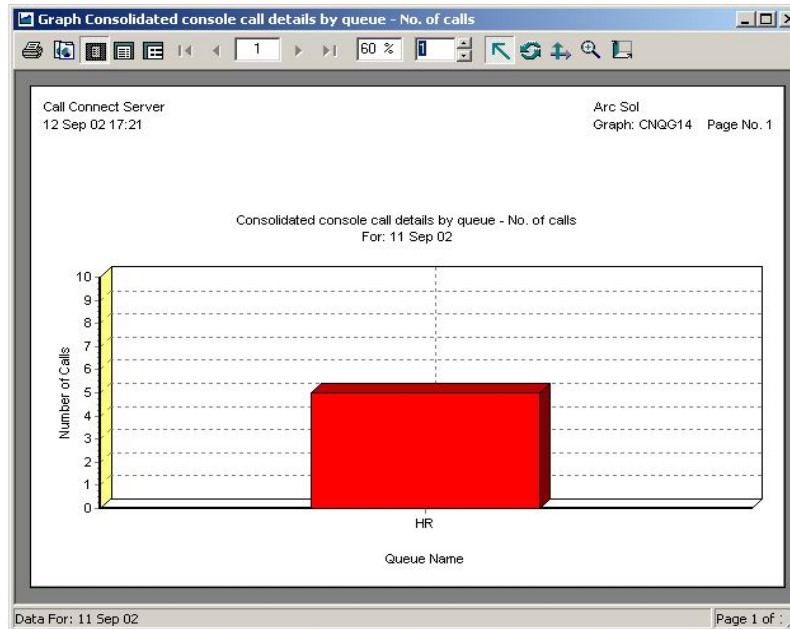 Graph Consolidated console call details by queue - No. of calls
1
60 %
1
Call Connect Server
Arc Sol
12 Sep 02 17:21
Graph: CNQG14 Page No. 1
Consolidated console call details by queue - No. of calls
For: 11 Sep 02
Number of Calls
10
9
8
7
6
5
4
3
2
1
0
HR
Queue Name
Data For: 11 Sep 02
Page 1 of